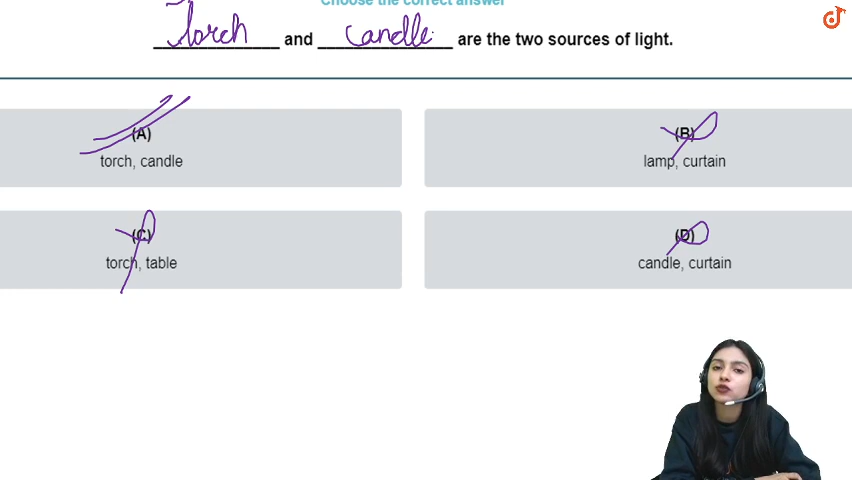 Choose the correct answer
Torch and Candle are the two sources of light.
(A)
torch, candle
(B)
lamp, curtain
(C)
torch, table
(D)
candle, curtain